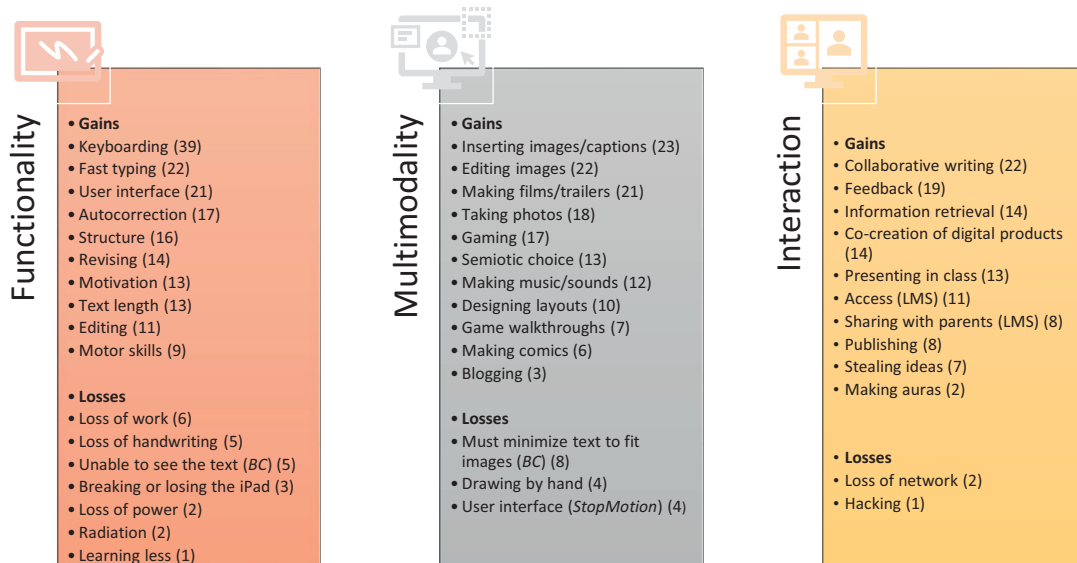 Functionality
• Gains
• Keyboarding (39)
• Fast typing (22)
• User interface (21)
• Autocorrection (17)
• Structure (16)
• Revising (14)
• Motivation (13)
• Text length (13)
• Editing (11)
• Motor skills (9)
• Losses
• Loss of work (6)
• Loss of handwriting (5)
• Unable to see the text (BC) (5)
• Breaking or losing the iPad (3)
• Loss of power (2)
• Radiation (2)
• Learning less (1)
Multimodality
• Gains
• Inserting images/captions (23)
• Editing images (22)
• Making films/trailers (21)
• Taking photos (18)
• Gaming (17)
• Semiotic choice (13)
• Making music/sounds (12)
• Designing layouts (10)
• Game walkthroughs (7)
• Making comics (6)
• Blogging (3)
• Losses
• Must minimize text to fit
images (BC) (8)
• Drawing by hand (4)
• User interface (StopMotion) (4)
Interaction
• Gains
• Collaborative writing (22)
• Feedback (19)
• Information retrieval (14)
• Co-creation of digital products
(14)
• Presenting in class (13)
• Access (LMS) (11)
• Sharing with parents (LMS) (8)
• Publishing (8)
• Stealing ideas (7)
• Making auras (2)
• Losses
• Loss of network (2)
• Hacking (1)